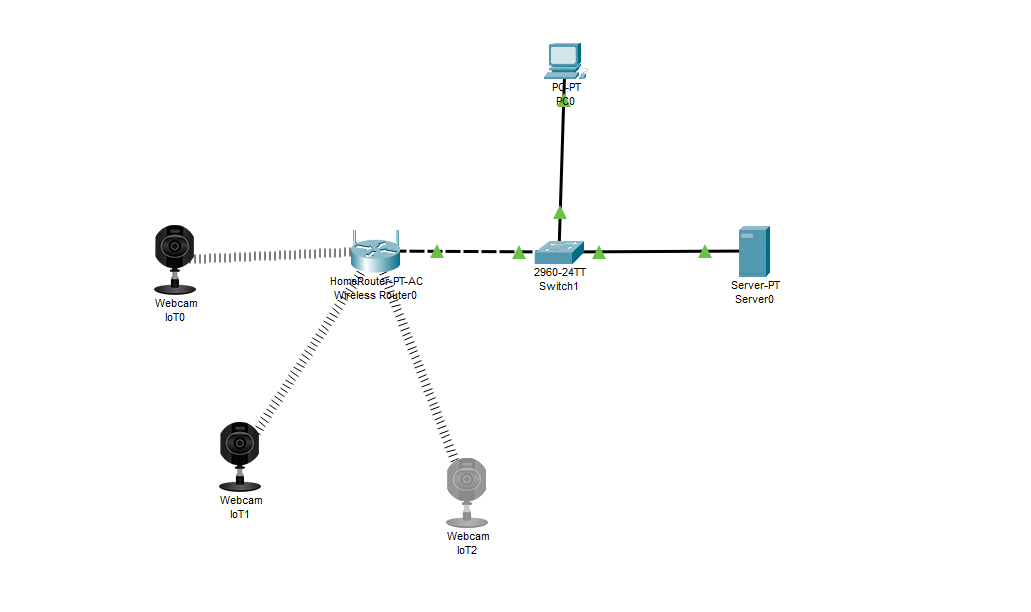 PC-PT
PC0
Webcam
IoT0
HomeRouter-PT-AC
Wireless Router0
2960-24TT
Switch1
Server-PT
Server0
Webcam
IoT1
Webcam
IoT2